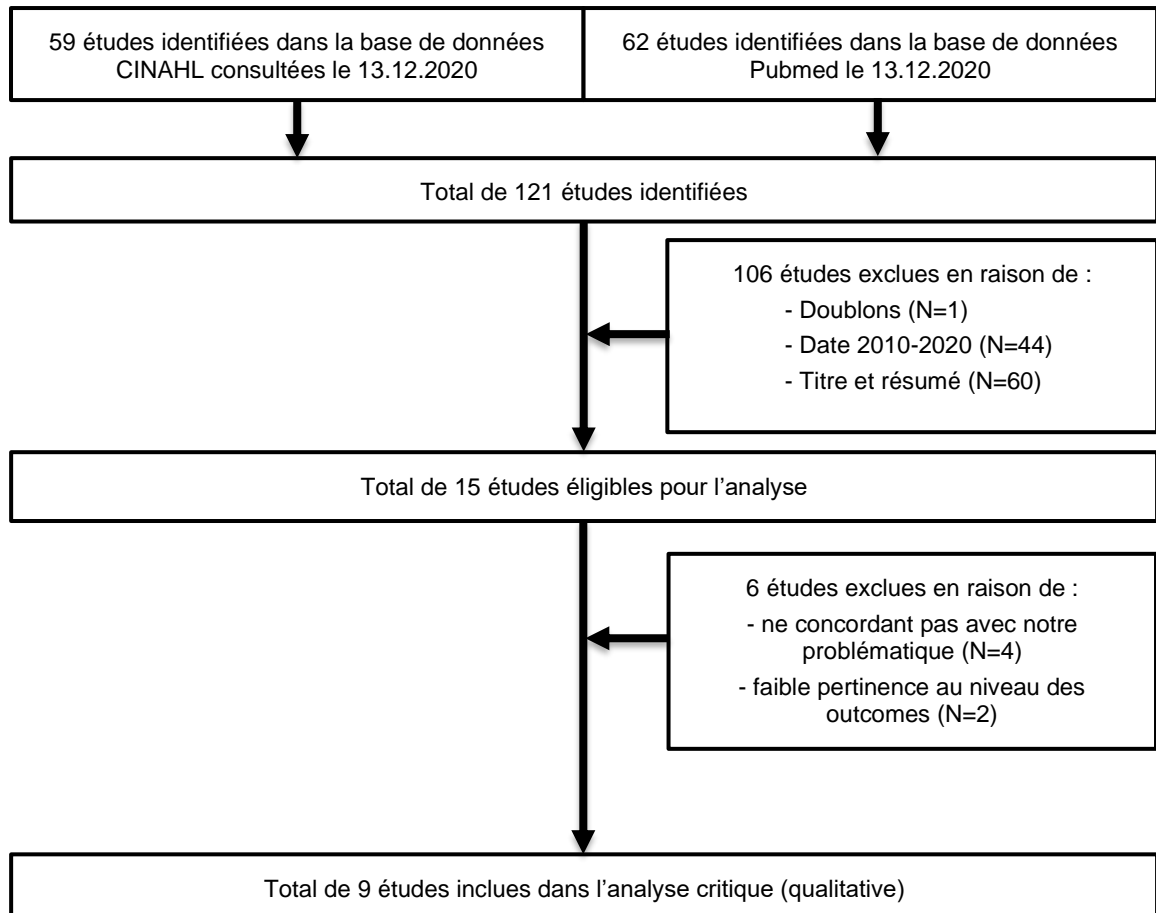 59 études identifiées dans la base de données
CINAHL consultées le 13.12.2020
62 études identifiées dans la base de données
Pubmed le 13.12.2020
Total de 121 études identifiées
106 études exclues en raison de :
- Doublons (N=1)
- Date 2010-2020 (N=44)
- Titre et résumé (N=60)
Total de 15 études éligibles pour l’analyse
6 études exclues en raison de :
- ne concordant pas avec notre
problématique (N=4)
- faible pertinence au niveau des
outcomes (N=2)
Total de 9 études inclues dans l’analyse critique (qualitative)